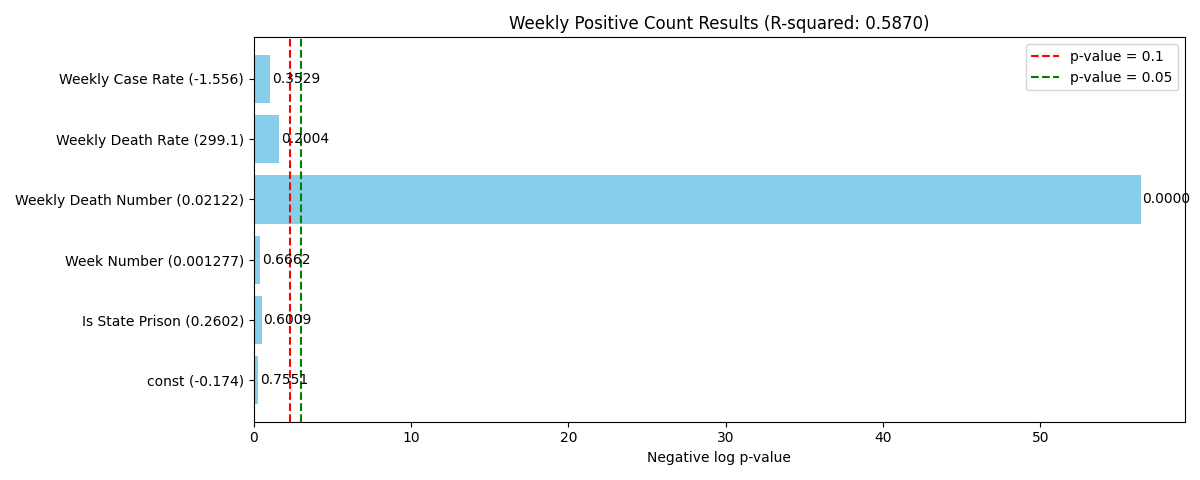 Weekly Positive Count Results (R-squared: 0.5870)
p-value = 0.1
p-value = 0.05
Weekly Case Rate (-1.556)
0.3529
Weekly Death Rate (299.1)
0.2004
Weekly Death Number (0.02122)
0.0000
Week Number (0.001277)
0.6662
Is State Prison (0.2602)
0.6009
const (-0.174)
0.7551
0
10
20
30
40
50
Negative log p-value